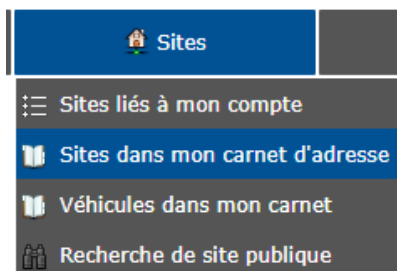 Sites
Sites liés à mon compte
Sites dans mon carnet d'adresse
Véhicules dans mon carnet
Recherche de site publique